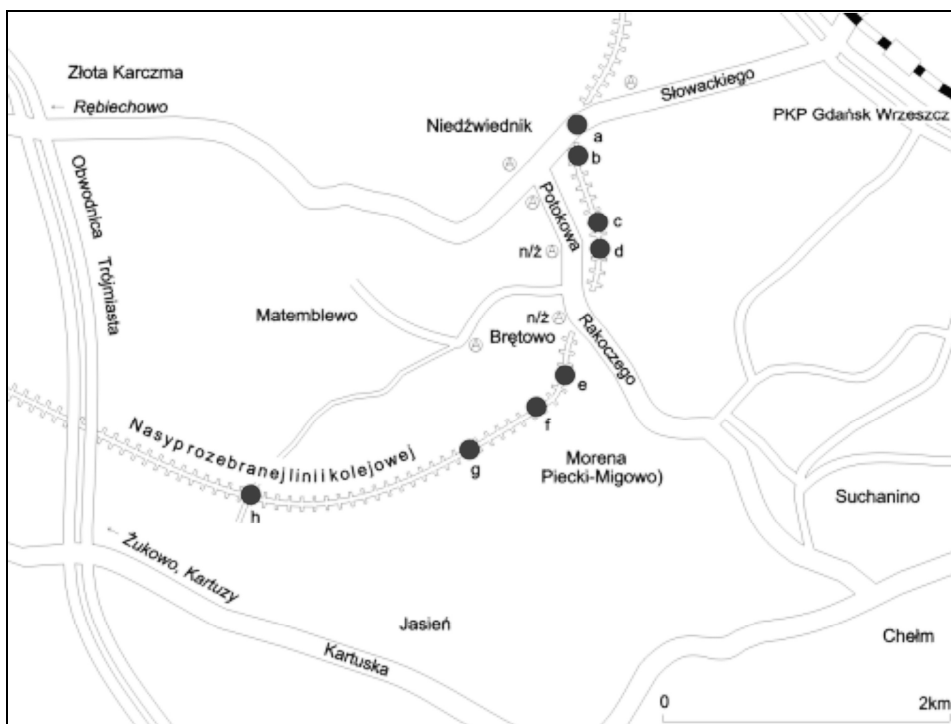 Złota Karczma
← Rębiechowo
Słowackiego
PKP Gdańsk Wrzeszcz
Niedźwiednik
a
b
Obwodnica
Trójmiasta
Potokowa
c
n/ż
d
Matemblewo
n/ż
Brętowo
Rakoczego
e
f
Nasyp rozebranej linii kolejowej
g
Morena
Piecki-Migowo)
h
Suchanino
← Żukowo, Kartuzy
Jasień
Kartuska
Chełm
0
2km